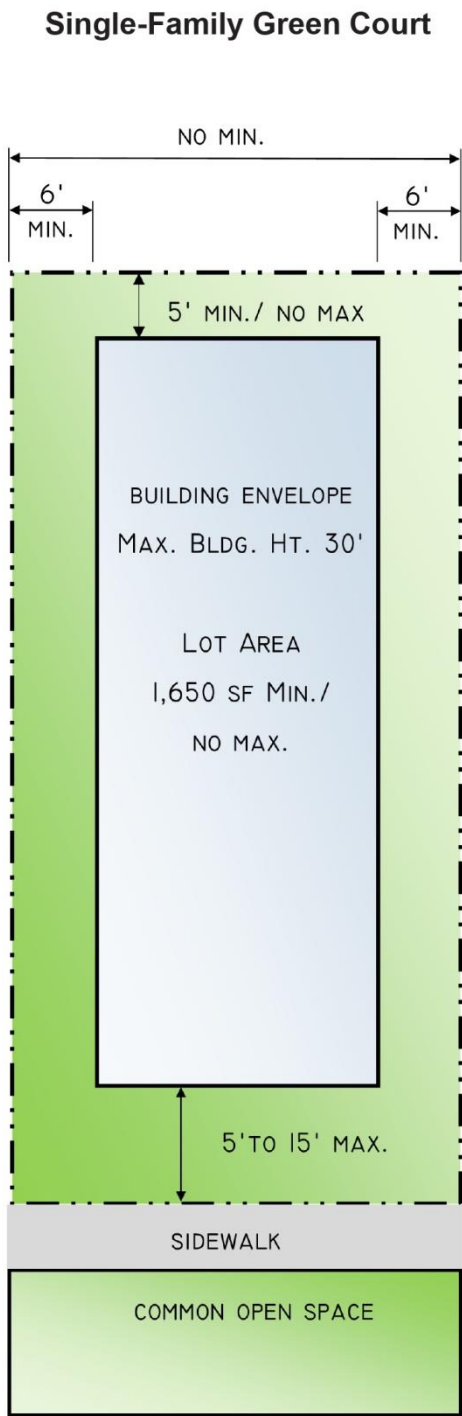 Single-Family Green Court
NO MIN.
6' 6'
MIN. MIN.
5' MIN./ NO MAX
BUILDING ENVELOPE
MAX. BLDG. HT. 30'
LOT AREA
1,650 SF MIN./
NO MAX.
5'TO 15' MAX.
SIDEWALK
COMMON OPEN SPACE